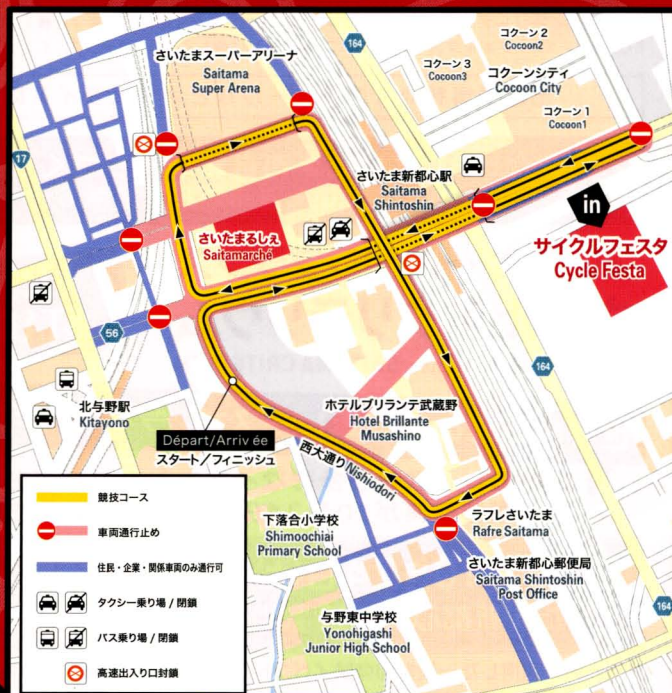 164
コクーン 2
Cocoon2
さいたまスーパーアリーナ
Saitama
Super Arena
コクーン 3
Cocoon3
コクーンシティ
Cocoon City
コクーン 1
Cocoon1
17
さいたま新都心駅
Saitama
Shintoshin
in
さいたまるしぇ
Saitamarché
サイクルフェスタ
Cycle Festa
56
164
北与野駅
Kitayono
ホテルブリランテ武蔵野
Hotel Brillante
Musashino
Départ/Arriv ée
スタート／フィニッシュ
西大通り Nishiodori
下落合小学校
Shimoochiai
Primary School
ラフレさいたま
Rafre Saitama
さいたま新都心郵便局
Saitama Shintoshin
Post Office
与野東中学校
Yonohigashi
Junior High School
164
競技コース
車両通行止め
住民・企業・関係車両のみ通行可
タクシー乗り場 / 閉鎖
バス乗り場 / 閉鎖
高速出入り口封鎖